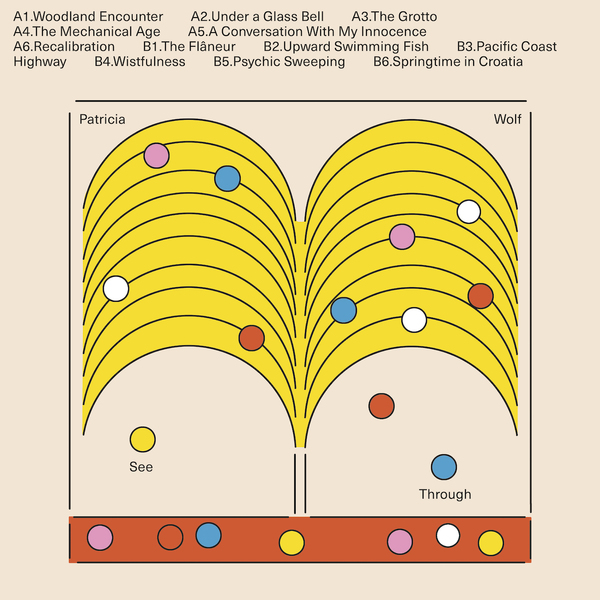 A1.Woodland Encounter A2.Under a Glass Bell A3.The Grotto
A4.The Mechanical Age A5.A Conversation With My Innocence
A6.Recalibration B1.The Flâneur B2.Upward Swimming Fish B3.Pacific Coast
Highway B4.Wistfulness B5.Psychic Sweeping B6.Springtime in Croatia
Patricia Wolf
See
Through